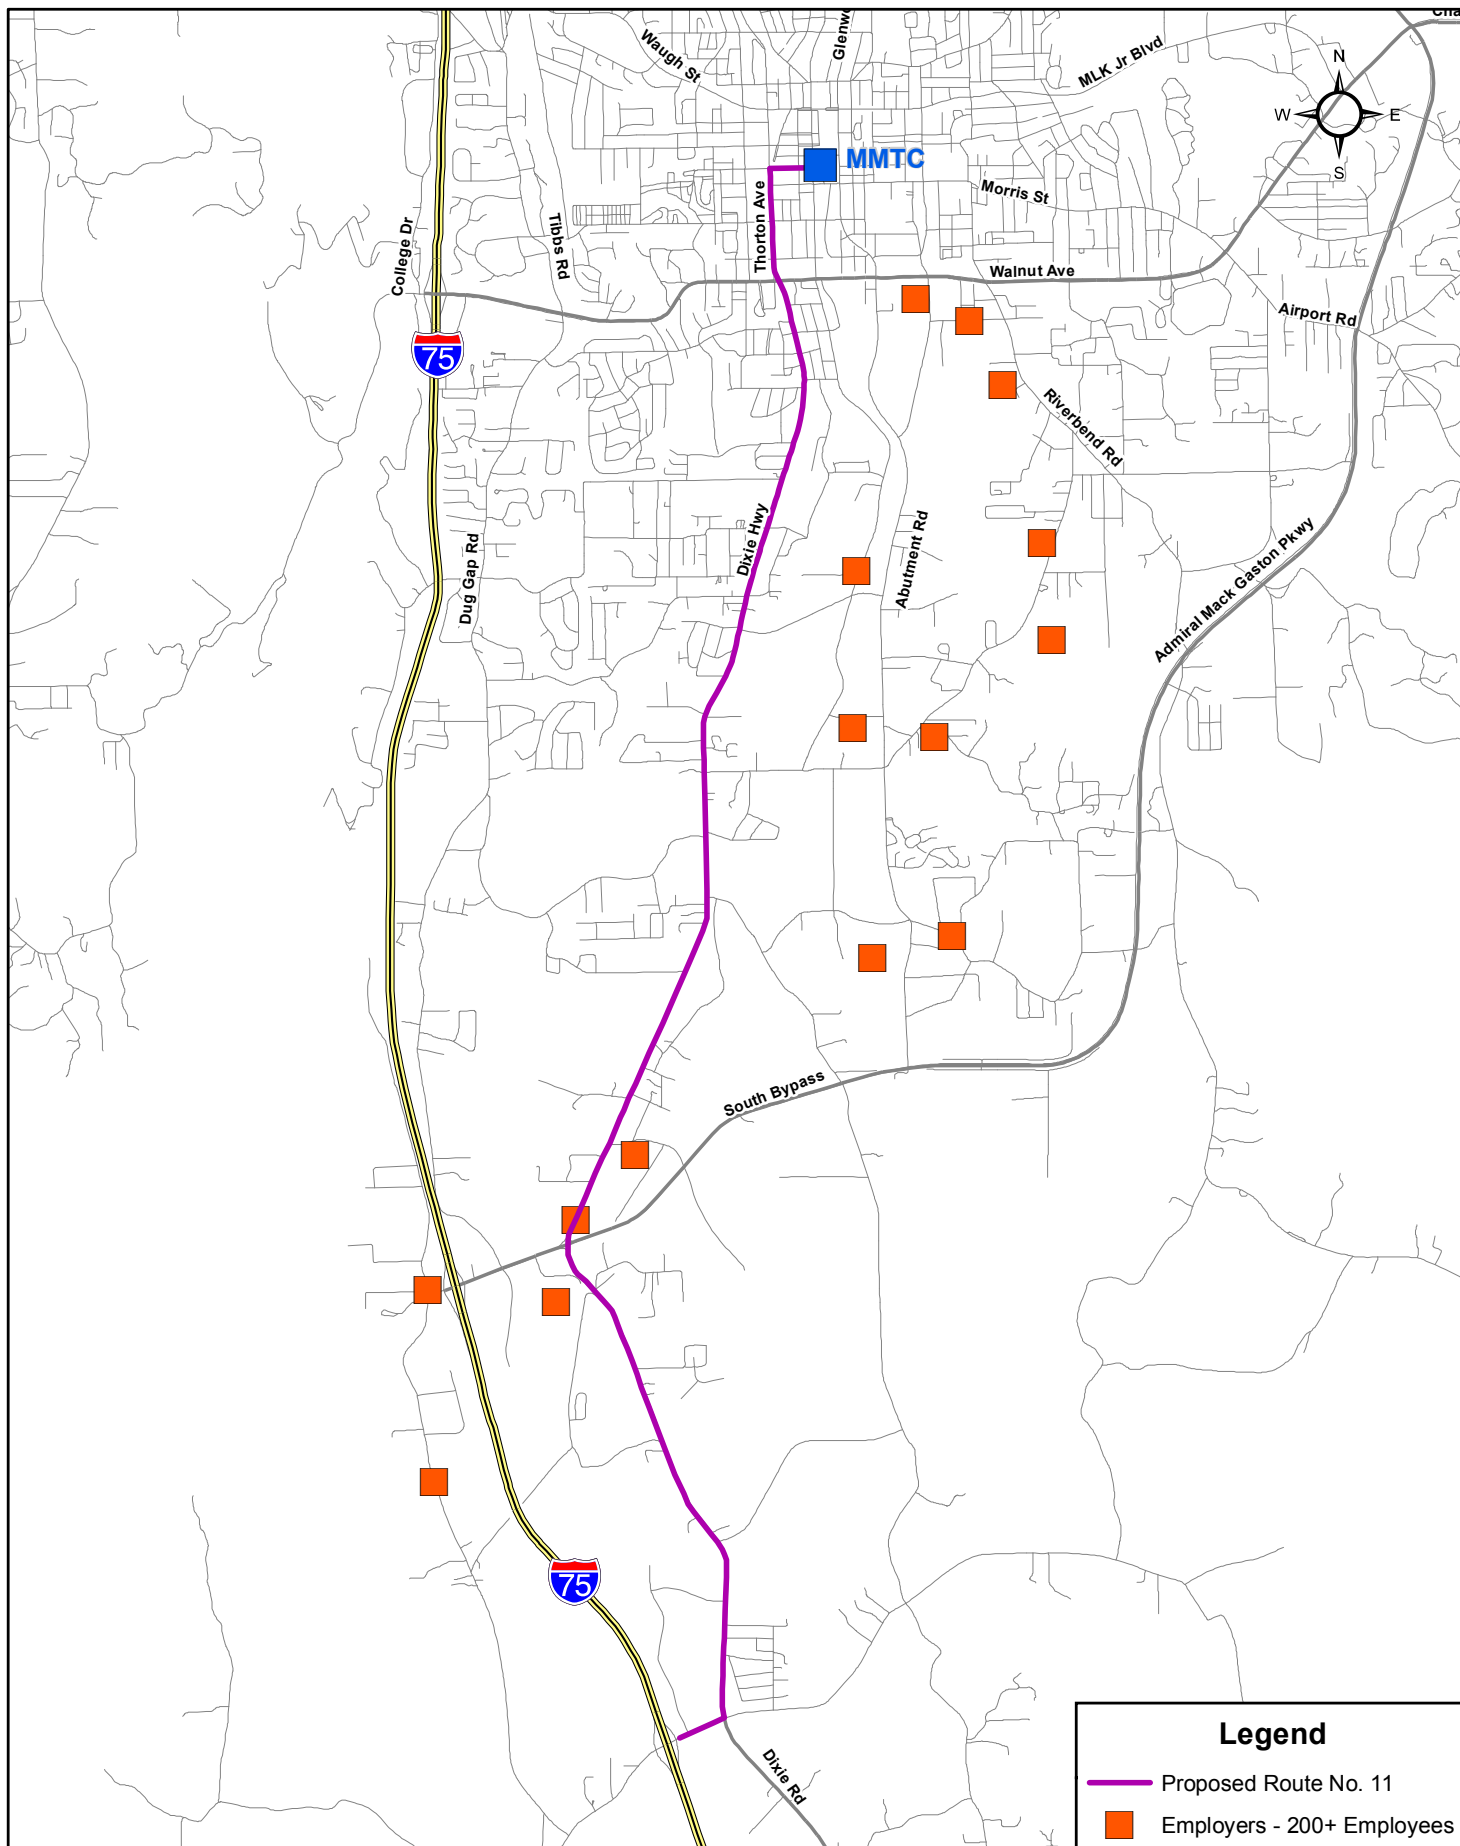 Cha
Waugh St
Glenwo
MLK Jr Blvd
N
W
E
S
MMTC
Morris St
Thorton Ave
College Dr
Tibbs Rd
Walnut Ave
Airport Rd
75
Riverbend Rd
Dixie Hwy
Abutment Rd
Dug Gap Rd
Admiral Mack Gaston Pkwy
South Bypass
75
Dixie Rd
Legend
Proposed Route No. 11
Employers - 200+ Employees